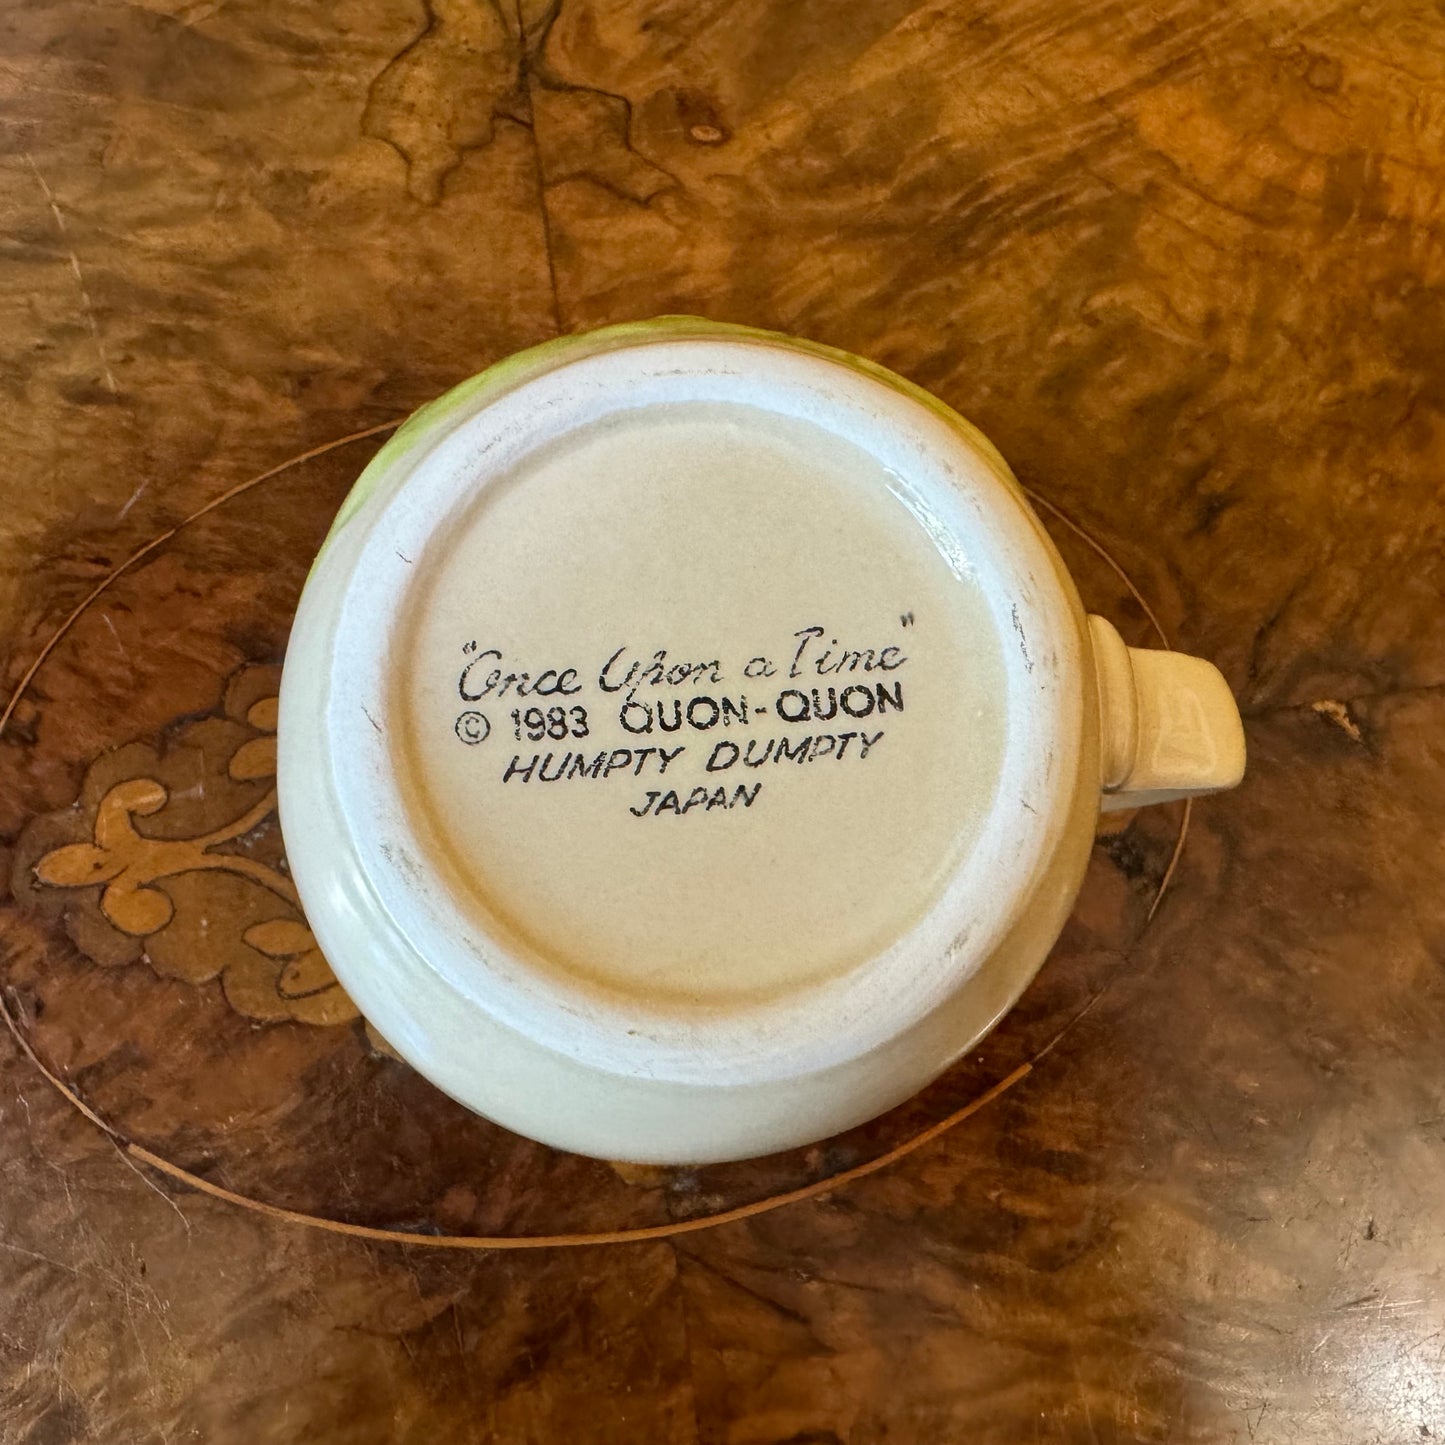 "Once Upon a Time"
© 1983 QUON-QUON
HUMPTY DUMPTY
JAPAN